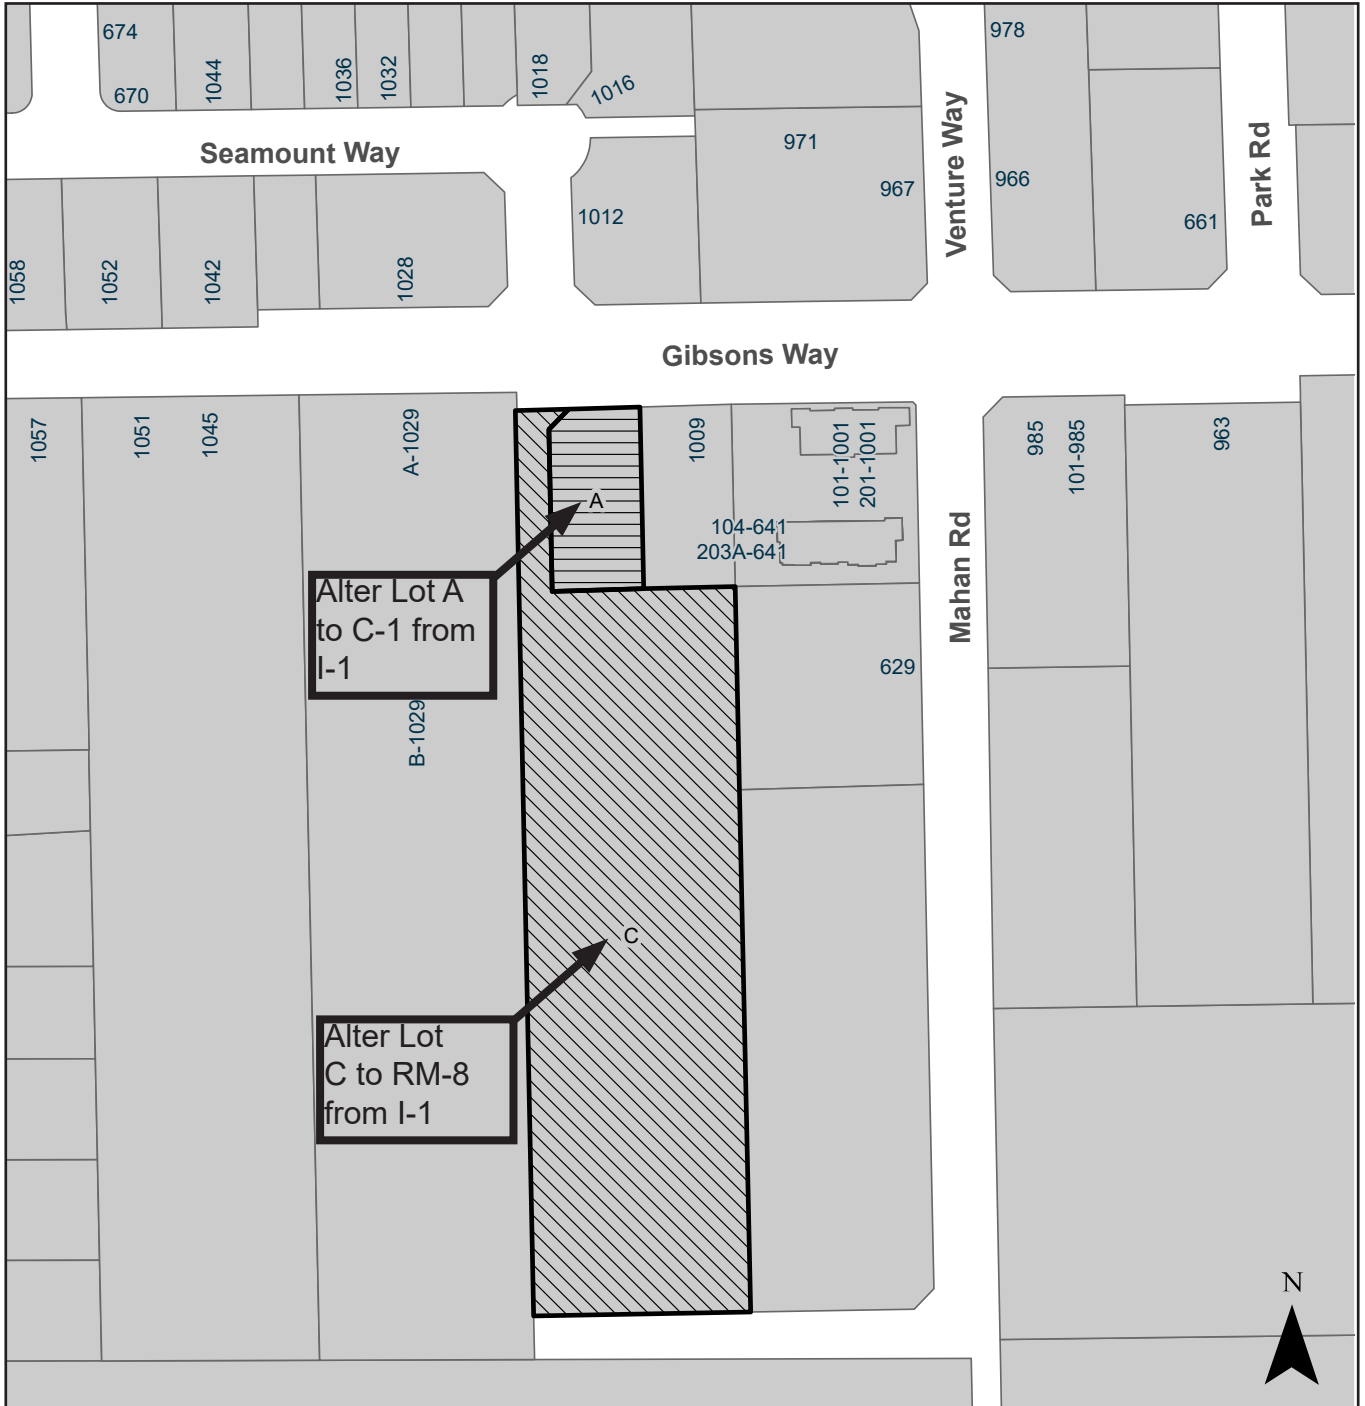 674
670
1044
1036
1032
1018
1016
978
971
967
966
661
Seamount Way
Venture Way
Park Rd
1058
1052
1042
1028
1012
Gibsons Way
1057
1051
1045
A-1029
1009
101-1001
201-1001
985
101-985
963
A
104-641
203A-641
Mahan Rd
Alter Lot A
to C-1 from
I-1
629
B-1029
C
Alter Lot
C to RM-8
from I-1
N